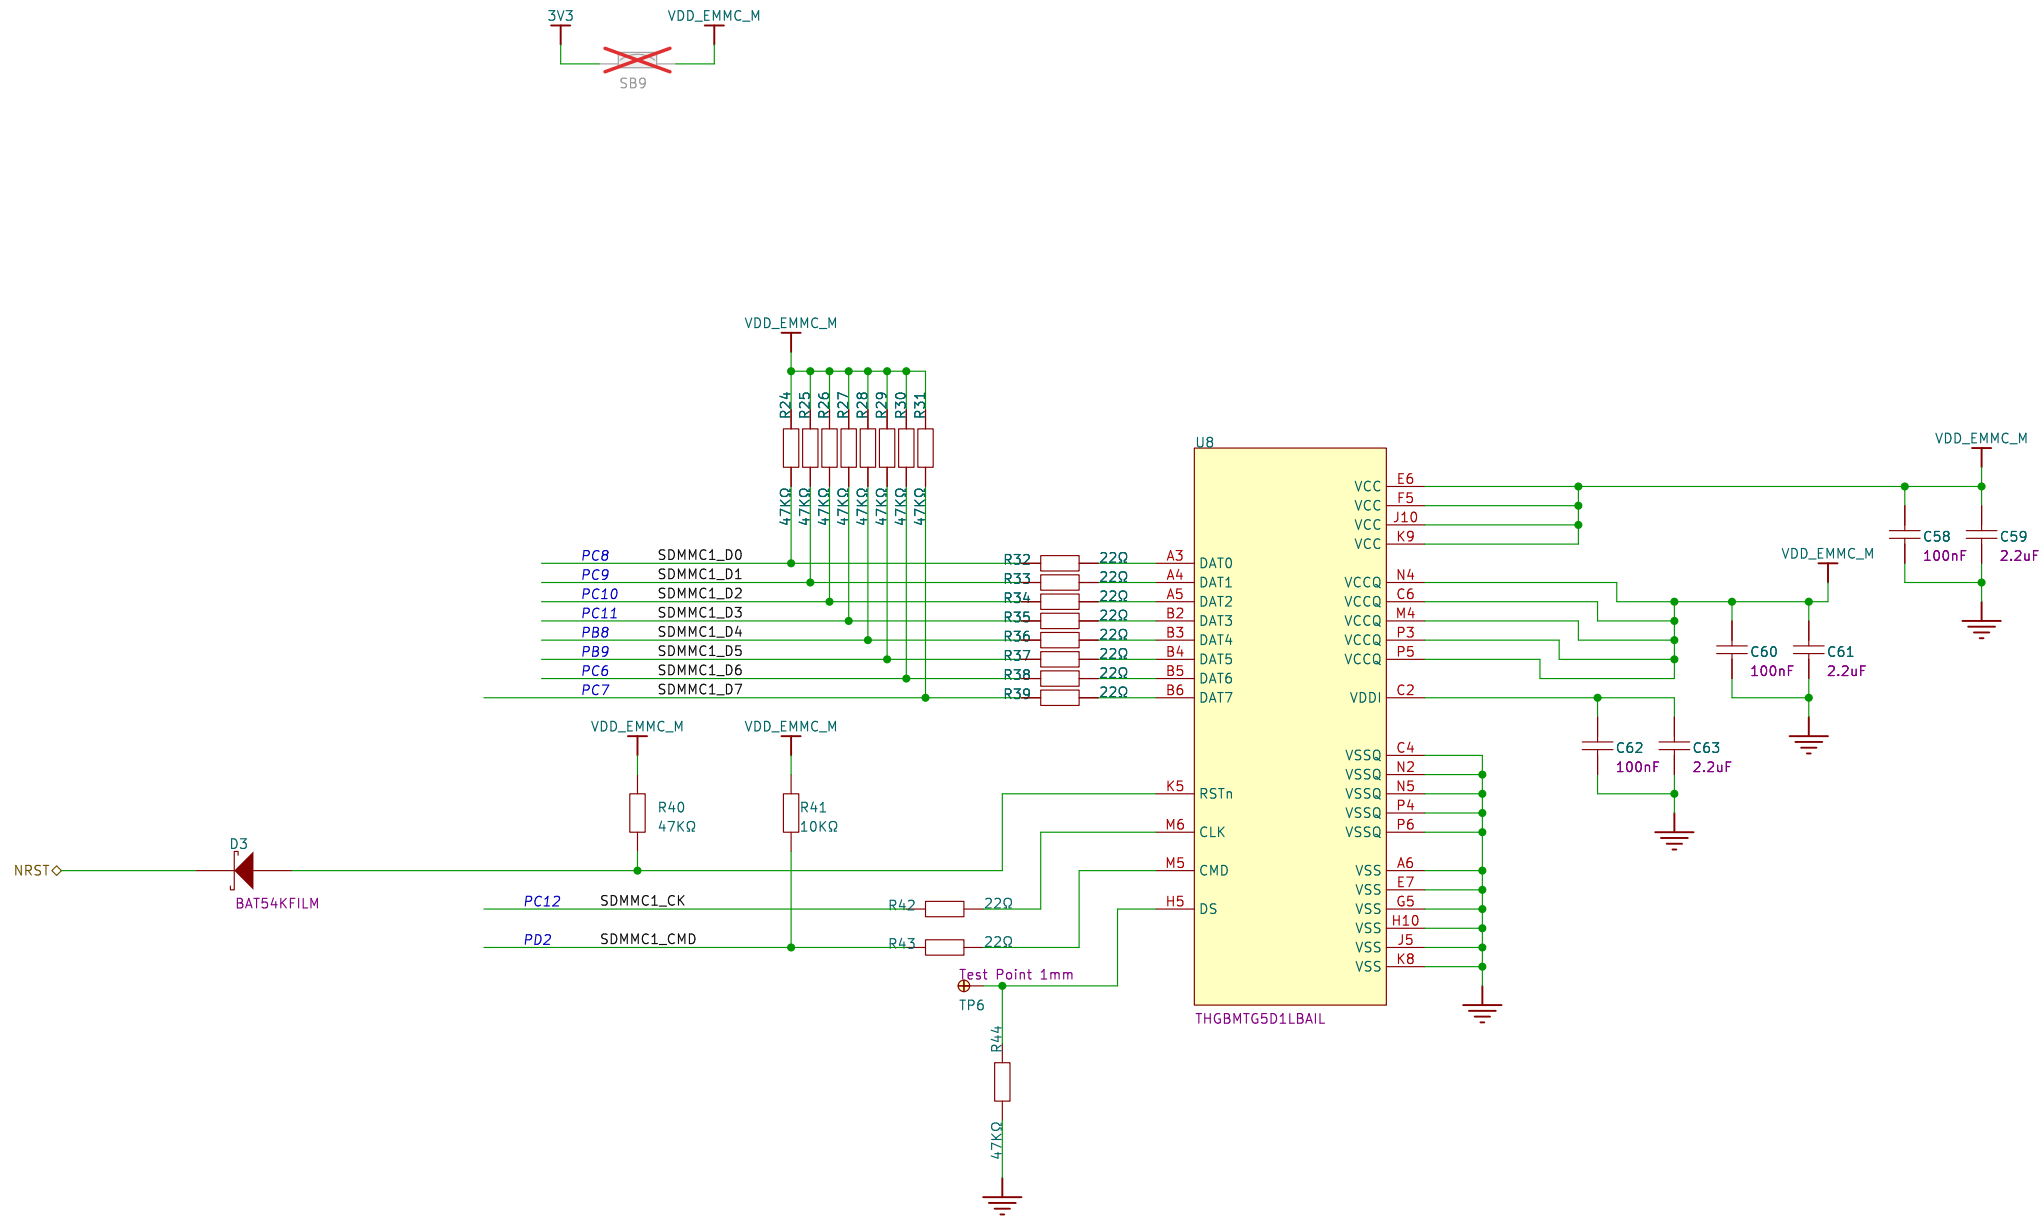 3V3
VDD_EMMC_M
SB9
VDD_EMMC_M
R24
R25
R26
R27
R28
R29
R30
R31
47KΩ
47KΩ
47KΩ
47KΩ
47KΩ
47KΩ
47KΩ
47KΩ
PC8 SDMMC1_D0
PC9 SDMMC1_D1
PC10 SDMMC1_D2
PC11 SDMMC1_D3
PB8 SDMMC1_D4
PB9 SDMMC1_D5
PC6 SDMMC1_D6
PC7 SDMMC1_D7
R32 22Ω
R33 22Ω
R34 22Ω
R35 22Ω
R36 22Ω
R37 22Ω
R38 22Ω
R39 22Ω
U8
A3 DAT0
A4 DAT1
A5 DAT2
B2 DAT3
B3 DAT4
B4 DAT5
B5 DAT6
B6 DAT7
K5 RSTn
M6 CLK
M5 CMD
H5 DS
VCC E6
VCC F5
VCC J10
VCC K9
VCCQ N4
VCCQ C6
VCCQ M4
VCCQ P3
VCCQ P5
VDDI C2
VSSQ C4
VSSQ N2
VSSQ N5
VSSQ P4
VSSQ P6
VSS A6
VSS E7
VSS G5
VSS H10
VSS J5
VSS K8
THGBMTG5D1LBAIL
VDD_EMMC_M
C58
100nF
C59
2.2uF
VDD_EMMC_M
C60
100nF
C61
2.2uF
C62
100nF
C63
2.2uF
VDD_EMMC_M
R40
47KΩ
VDD_EMMC_M
R41
10KΩ
NRST
D3
BAT54KFILM
PC12 SDMMC1_CK
R42 22Ω
PD2 SDMMC1_CMD
R43 22Ω
Test Point 1mm
TP6
R44
47KΩ